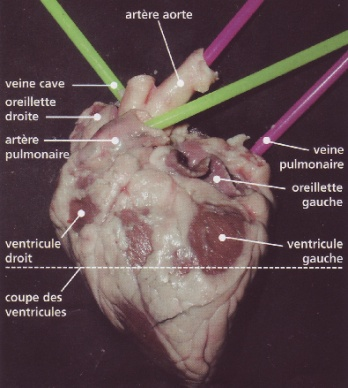 artère aorte
veine cave
oreillette
droite
artère
pulmonaire
veine
pulmonaire
oreillette
gauche
ventricule
droit
ventricule
gauche
coupe des
ventricules